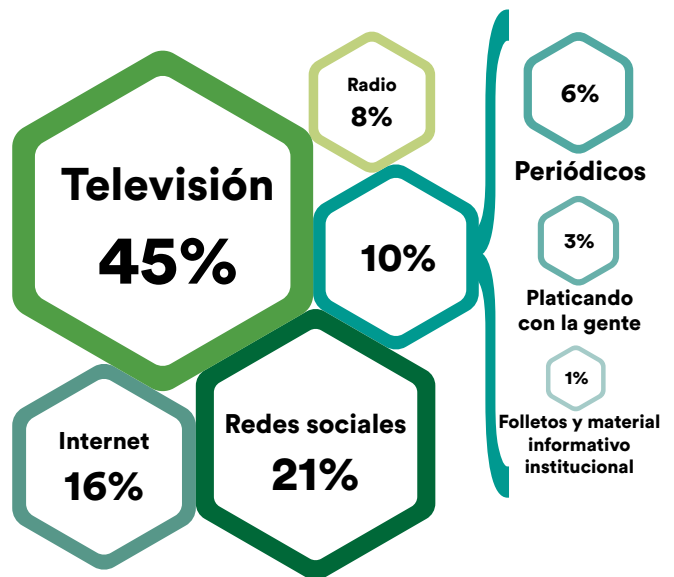 Televisión
45%
Radio
8%
10%
6%
Periódicos
3%
Platicando
con la gente
1%
Folletos y material
informativo
institucional
Internet
16%
Redes sociales
21%